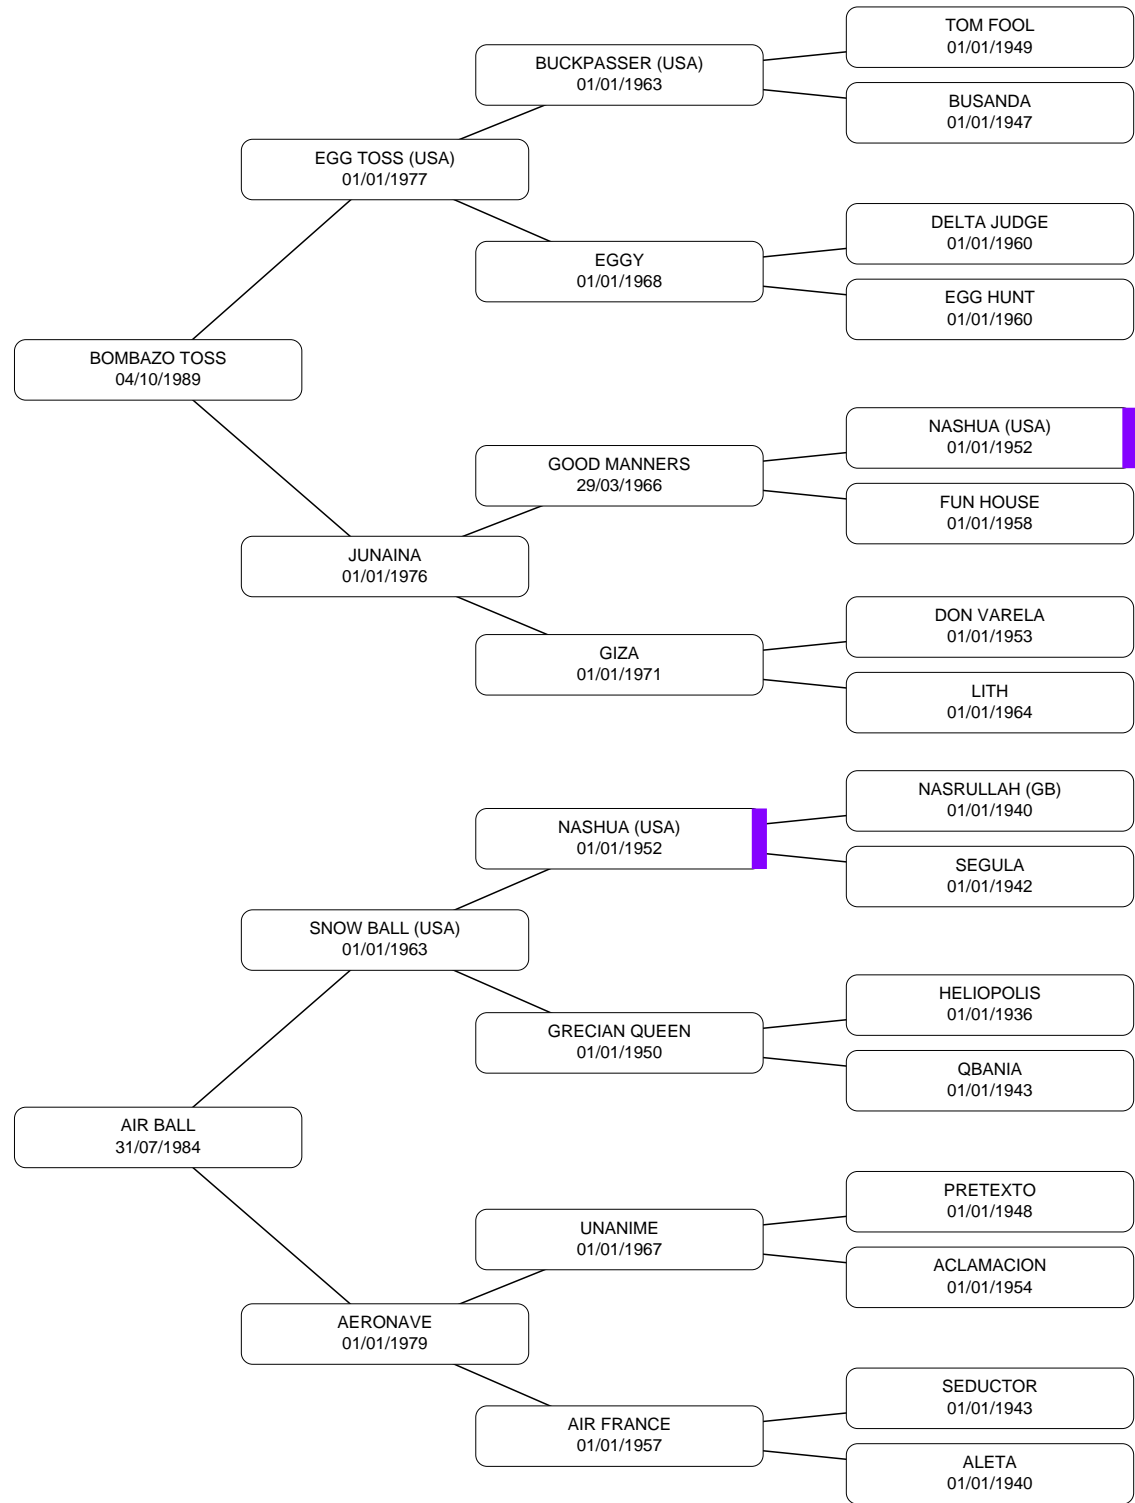 TOM FOOL
01/01/1949
BUCKPASSER (USA)
01/01/1963
BUSANDA
01/01/1947
EGG TOSS (USA)
01/01/1977
DELTA JUDGE
01/01/1960
EGGY
01/01/1968
EGG HUNT
01/01/1960
BOMBAZO TOSS
04/10/1989
NASHUA (USA)
01/01/1952
GOOD MANNERS
29/03/1966
FUN HOUSE
01/01/1958
JUNAINA
01/01/1976
DON VARELA
01/01/1953
GIZA
01/01/1971
LITH
01/01/1964
NASRULLAH (GB)
01/01/1940
NASHUA (USA)
01/01/1952
SEGULA
01/01/1942
SNOW BALL (USA)
01/01/1963
HELIOPOLIS
01/01/1936
GRECIAN QUEEN
01/01/1950
QBANIA
01/01/1943
AIR BALL
31/07/1984
PRETEXTO
01/01/1948
UNANIME
01/01/1967
ACLAMACION
01/01/1954
AERONAVE
01/01/1979
SEDUCTOR
01/01/1943
AIR FRANCE
01/01/1957
ALETA
01/01/1940